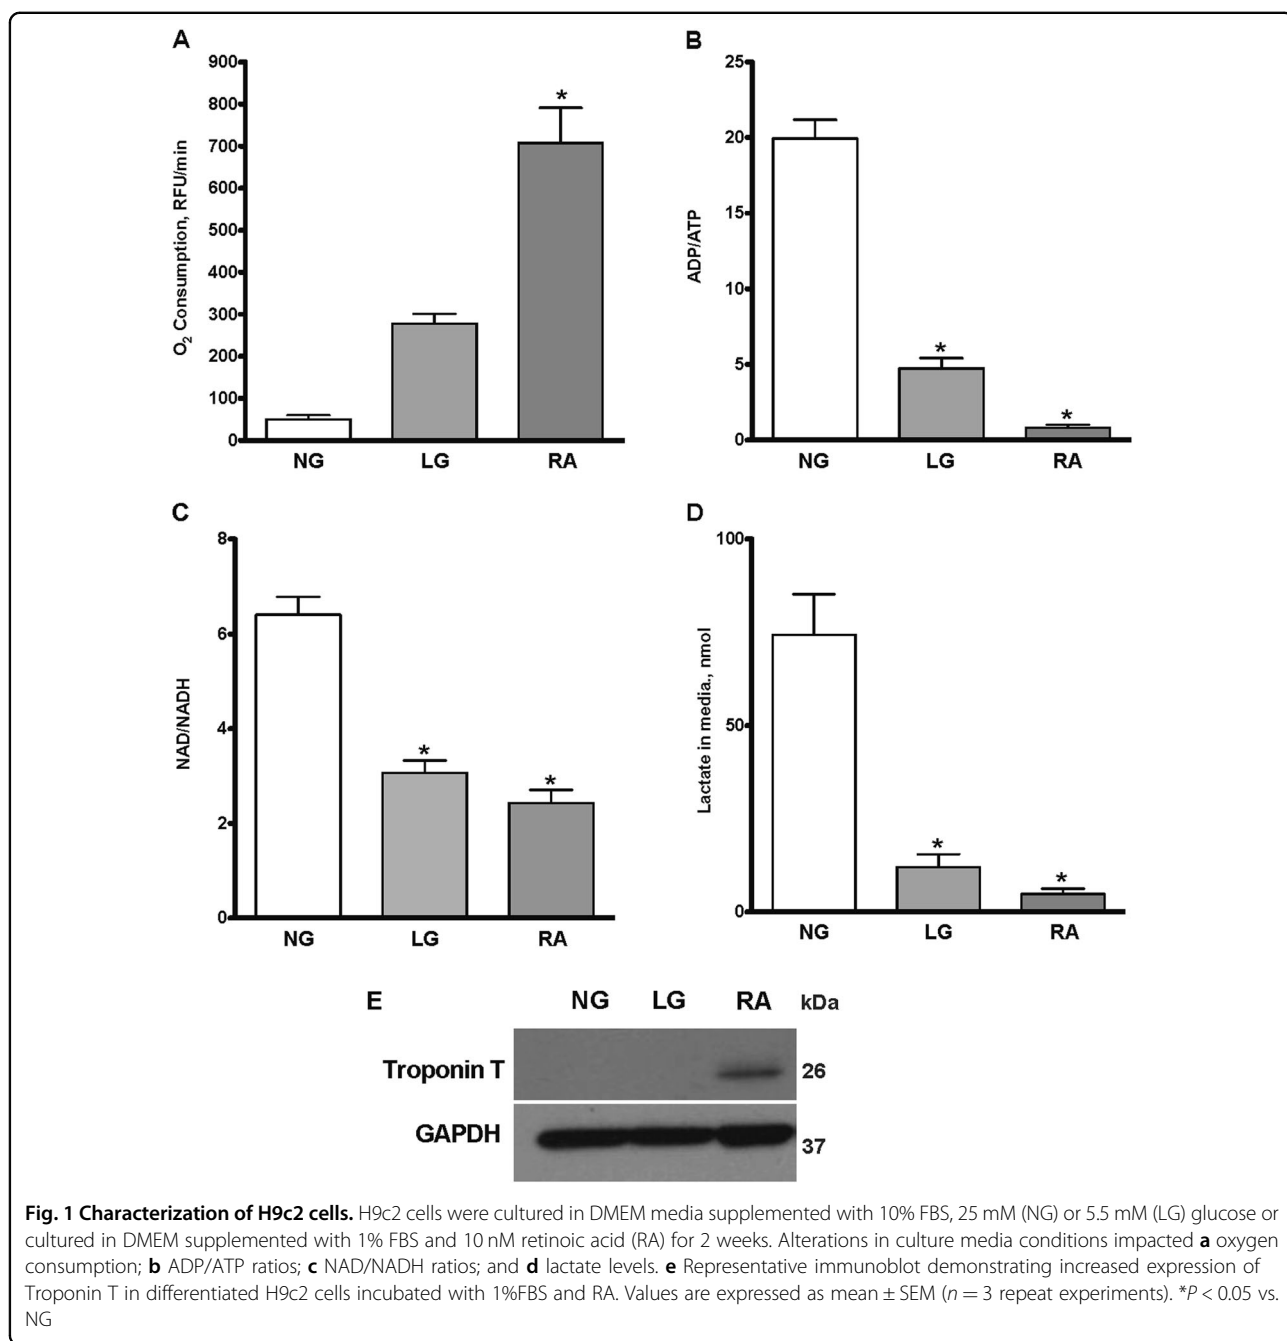 A
900
800
700
600
500
400
300
200
100
0
O2 Consumption, RFU/min
*
NG LG RA
B
25
20
15
10
5
0
ADP/ATP
*
*
NG LG RA
C
8
6
4
2
0
NAD/NADH
*
*
NG LG RA
D
100
50
0
Lactate in media., nmol
*
*
NG LG RA
E NG LG RA kDa
Troponin T 26
GAPDH 37
Fig. 1 Characterization of H9c2 cells. H9c2 cells were cultured in DMEM media supplemented with 10% FBS, 25 mM (NG) or 5.5 mM (LG) glucose or
cultured in DMEM supplemented with 1% FBS and 10 nM retinoic acid (RA) for 2 weeks. Alterations in culture media conditions impacted a oxygen
consumption; b ADP/ATP ratios; c NAD/NADH ratios; and d lactate levels. e Representative immunoblot demonstrating increased expression of
Troponin T in differentiated H9c2 cells incubated with 1%FBS and RA. Values are expressed as mean ± SEM (n = 3 repeat experiments). *P < 0.05 vs.
NG